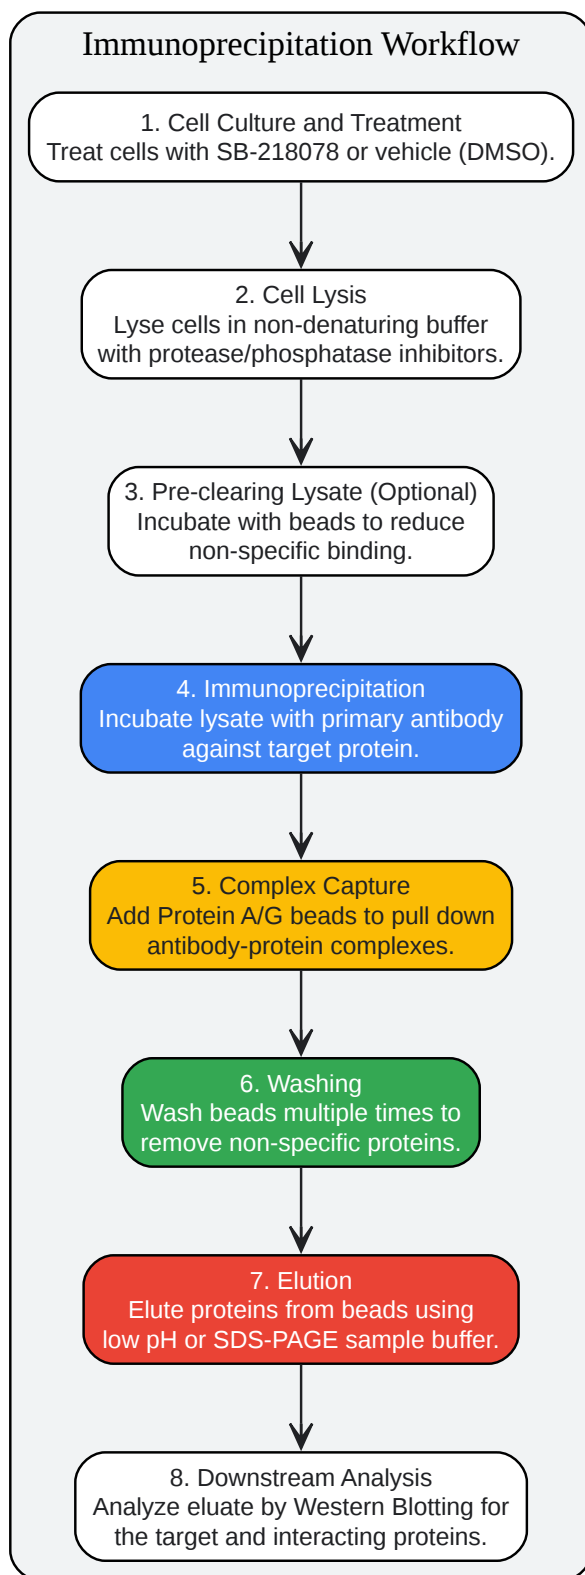 Immunoprecipitation Workflow
1. Cell Culture and Treatment
Treat cells with SB-218078 or vehicle (DMSO).
2. Cell Lysis
Lyse cells in non-denaturing buffer
with protease/phosphatase inhibitors.
3. Pre-clearing Lysate (Optional)
Incubate with beads to reduce
non-specific binding.
4. Immunoprecipitation
Incubate lysate with primary antibody
against target protein.
5. Complex Capture
Add Protein A/G beads to pull down
antibody-protein complexes.
6. Washing
Wash beads multiple times to
remove non-specific proteins.
7. Elution
Elute proteins from beads using
low pH or SDS-PAGE sample buffer.
8. Downstream Analysis
Analyze eluate by Western Blotting for
the target and interacting proteins.